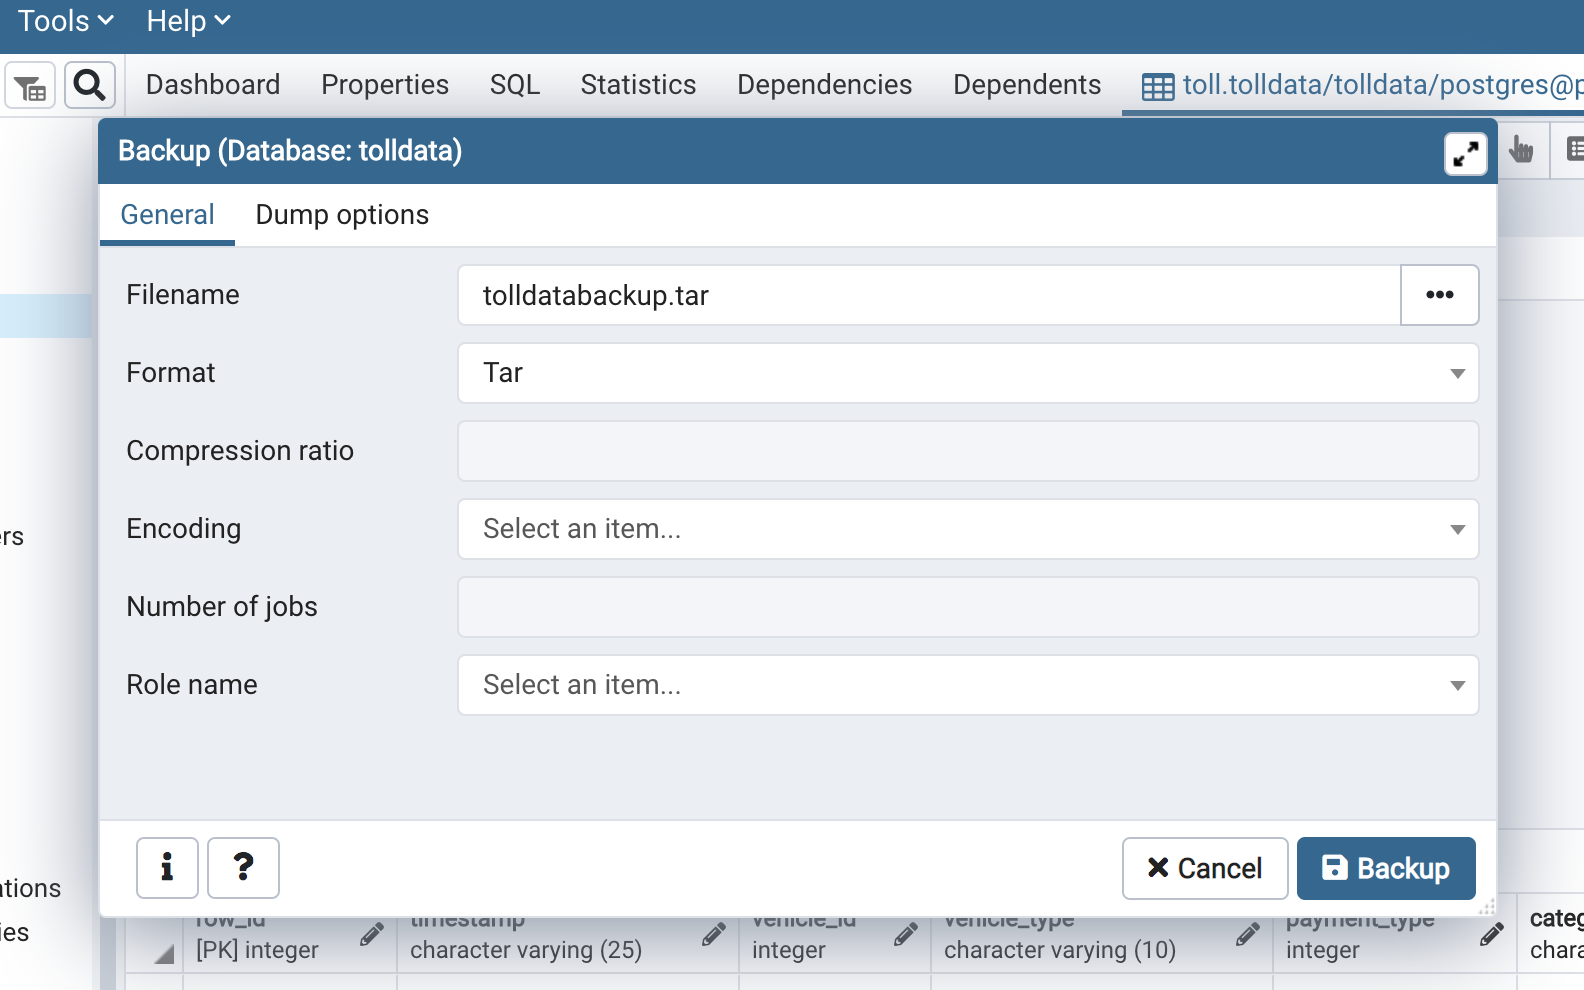 Tools Help
Dashboard Properties SQL Statistics Dependencies Dependents toll.tolldata/tolldata/postgres@p
Backup (Database: tolldata)
General Dump options
Filename tolldatabackup.tar •••
Format Tar
Compression ratio
Encoding Select an item...
ers
Number of jobs
Role name Select an item...
i ? Cancel Backup
ations
row_id timestamp vehicle_id vehicle_type payment_type categ
ies
[PK] integer character varying (25) integer character varying (10) integer chara